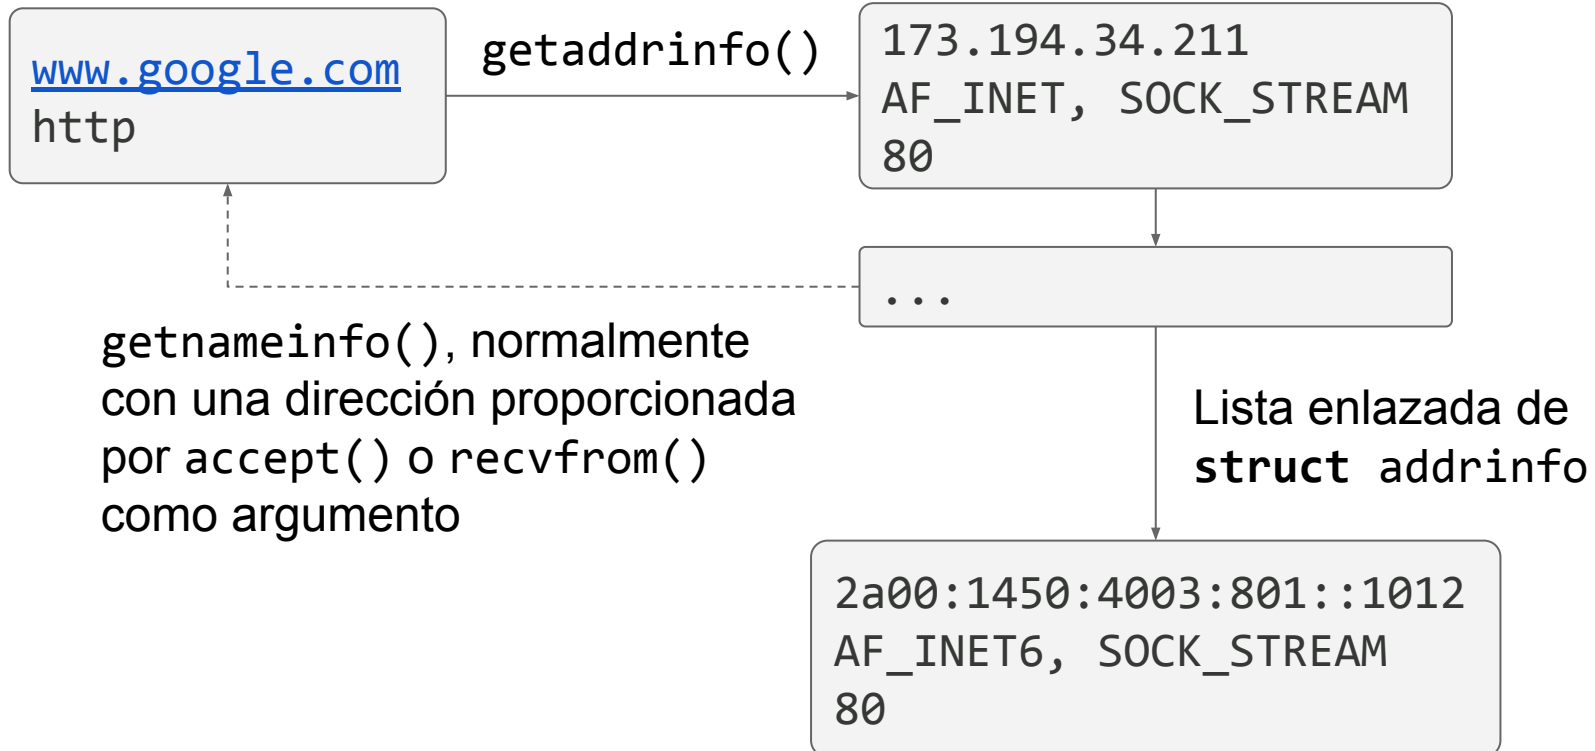 www.google.com
http
getaddrinfo()
173.194.34.211
AF_INET, SOCK_STREAM
80
...
getnameinfo(), normalmente
con una dirección proporcionada
por accept() o recvfrom()
como argumento
Lista enlazada de
struct addrinfo
2a00:1450:4003:801::1012
AF_INET6, SOCK_STREAM
80